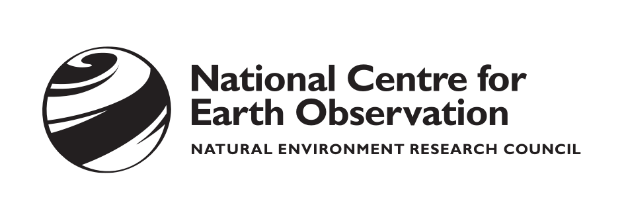 National Centre for
Earth Observation
NATURAL ENVIRONMENT RESEARCH COUNCIL